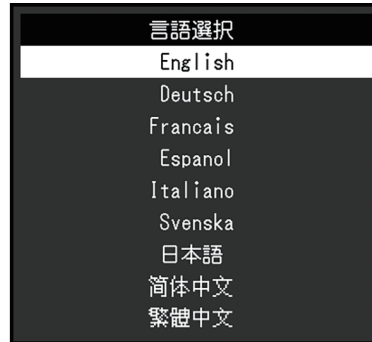 言語選択
English
Deutsch
Francais
Espanol
Italiano
Svenska
日本語
简体中文
繁體中文